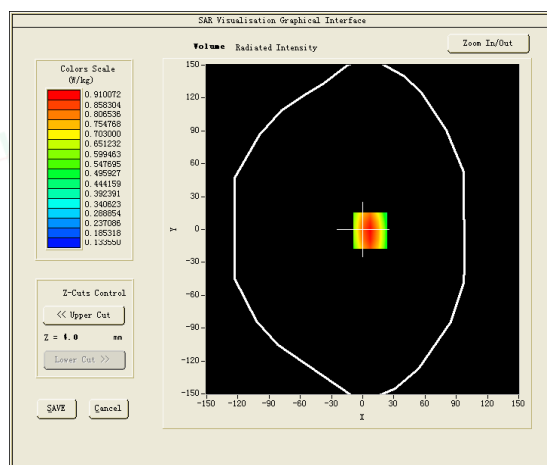 SAR Visualisation Graphical Interface
Volume Radiated Intensity
Zoom In/Out
Colors Scale
(W/kg)
0.910072
0.858304
0.806536
0.754768
0.703000
0.651232
0.599463
0.547695
0.495927
0.444159
0.392391
0.340623
0.288854
0.237086
0.185318
0.133550
Z-Cuts Control
<< Upper Cut
Z = 4.0 mm
Lower Cut >>
SAVE
Cancel
150
120
90
60
30
0
-30
-60
-90
-120
-150
Y
-150 -120 -90 -60 -30 0 30 60 90 120 150
X